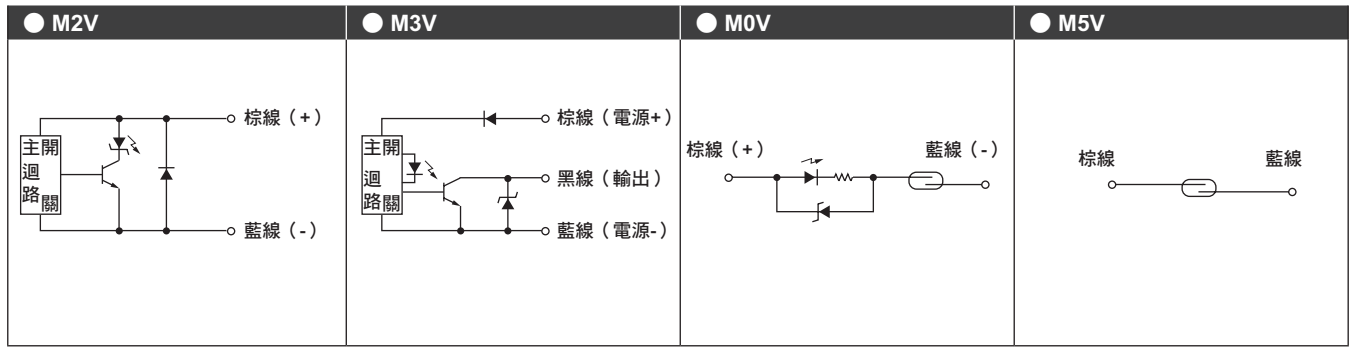 ● M2V
● M3V
● M0V
● M5V
棕線（+）
主開
迴
路關
藍線（-）
棕線（電源+）
主開
迴
路關
黑線（輸出）
藍線（電源-）
棕線（+）
藍線（-）
棕線
藍線